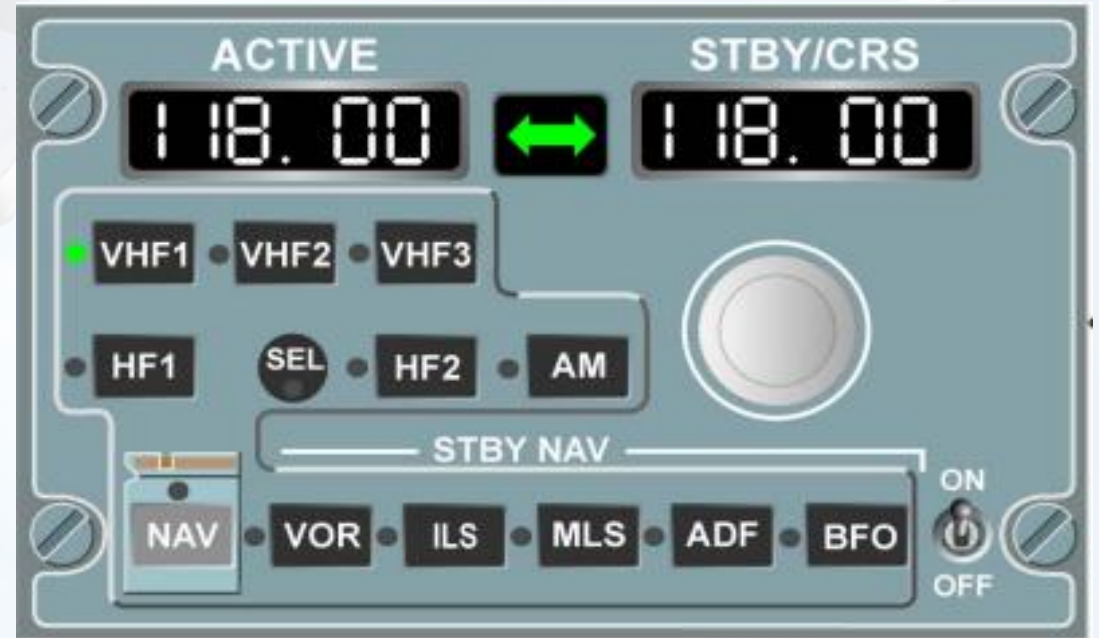 ACTIVE STBY/CRS
118.00 118.00
VHF1 VHF2 VHF3
HF1 SEL HF2 AM
STBY NAV
ON
NAV VOR ILS MLS ADF BFO
OFF